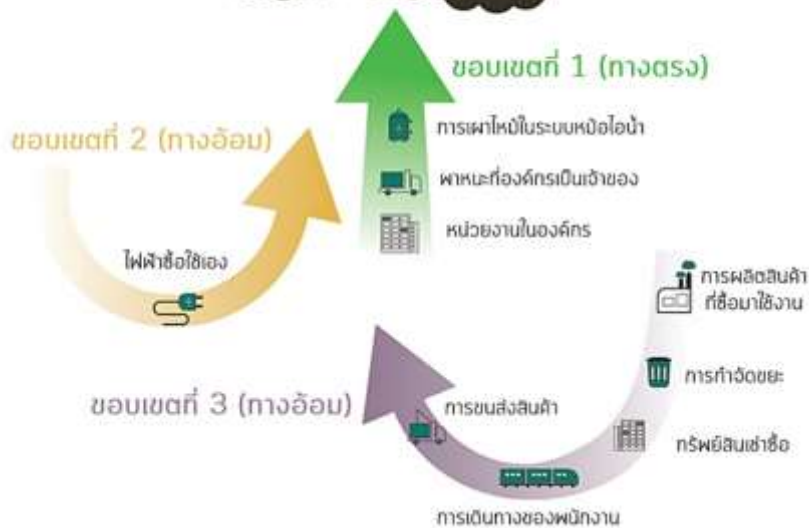 ขอบเขตที่ 1 (ทางตรง)
การเผาไหม้ในระบบหม้อไอน้ำ
พาหนะที่องค์กรเป็นเจ้าของ
หน่วยงานในองค์กร
ขอบเขตที่ 2 (ทางอ้อม)
ไฟฟ้าซื้อใช้เอง
ขอบเขตที่ 3 (ทางอ้อม)
การผลิตสินค้า
ที่ซื้อมาใช้งาน
การกำจัดขยะ
ทรัพย์สินเช่าซื้อ
การขนส่งสินค้า
การเดินทางของพนักงาน